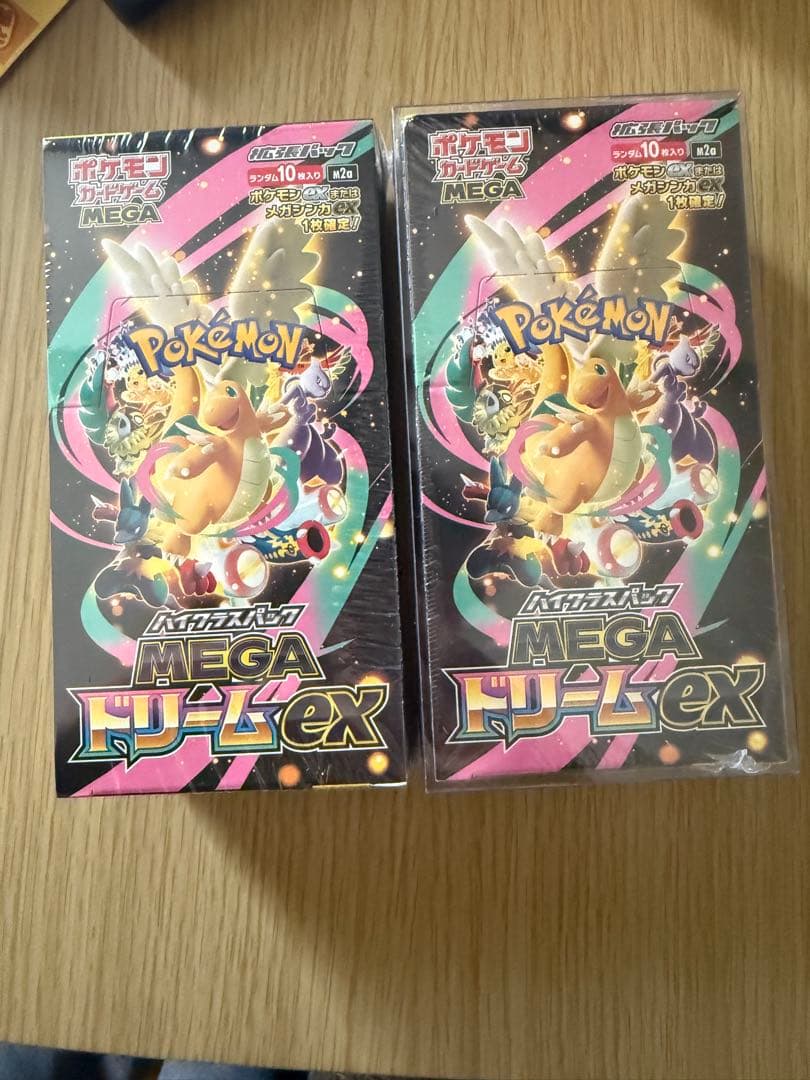 ポケモン
カードゲーム
MEGA
拡張パック
ランダム10枚入り M2a
ポケモンexまたは
メガシンカex
1枚確定!
POKÉMON
ハイクラスパック
MEGA
ドリームex
ポケモン
カードゲーム
MEGA
拡張パック
ランダム10枚入り M2a
ポケモンexまたは
メガシンカex
1枚確定!
POKÉMON
ハイクラスパック
MEGA
ドリームex